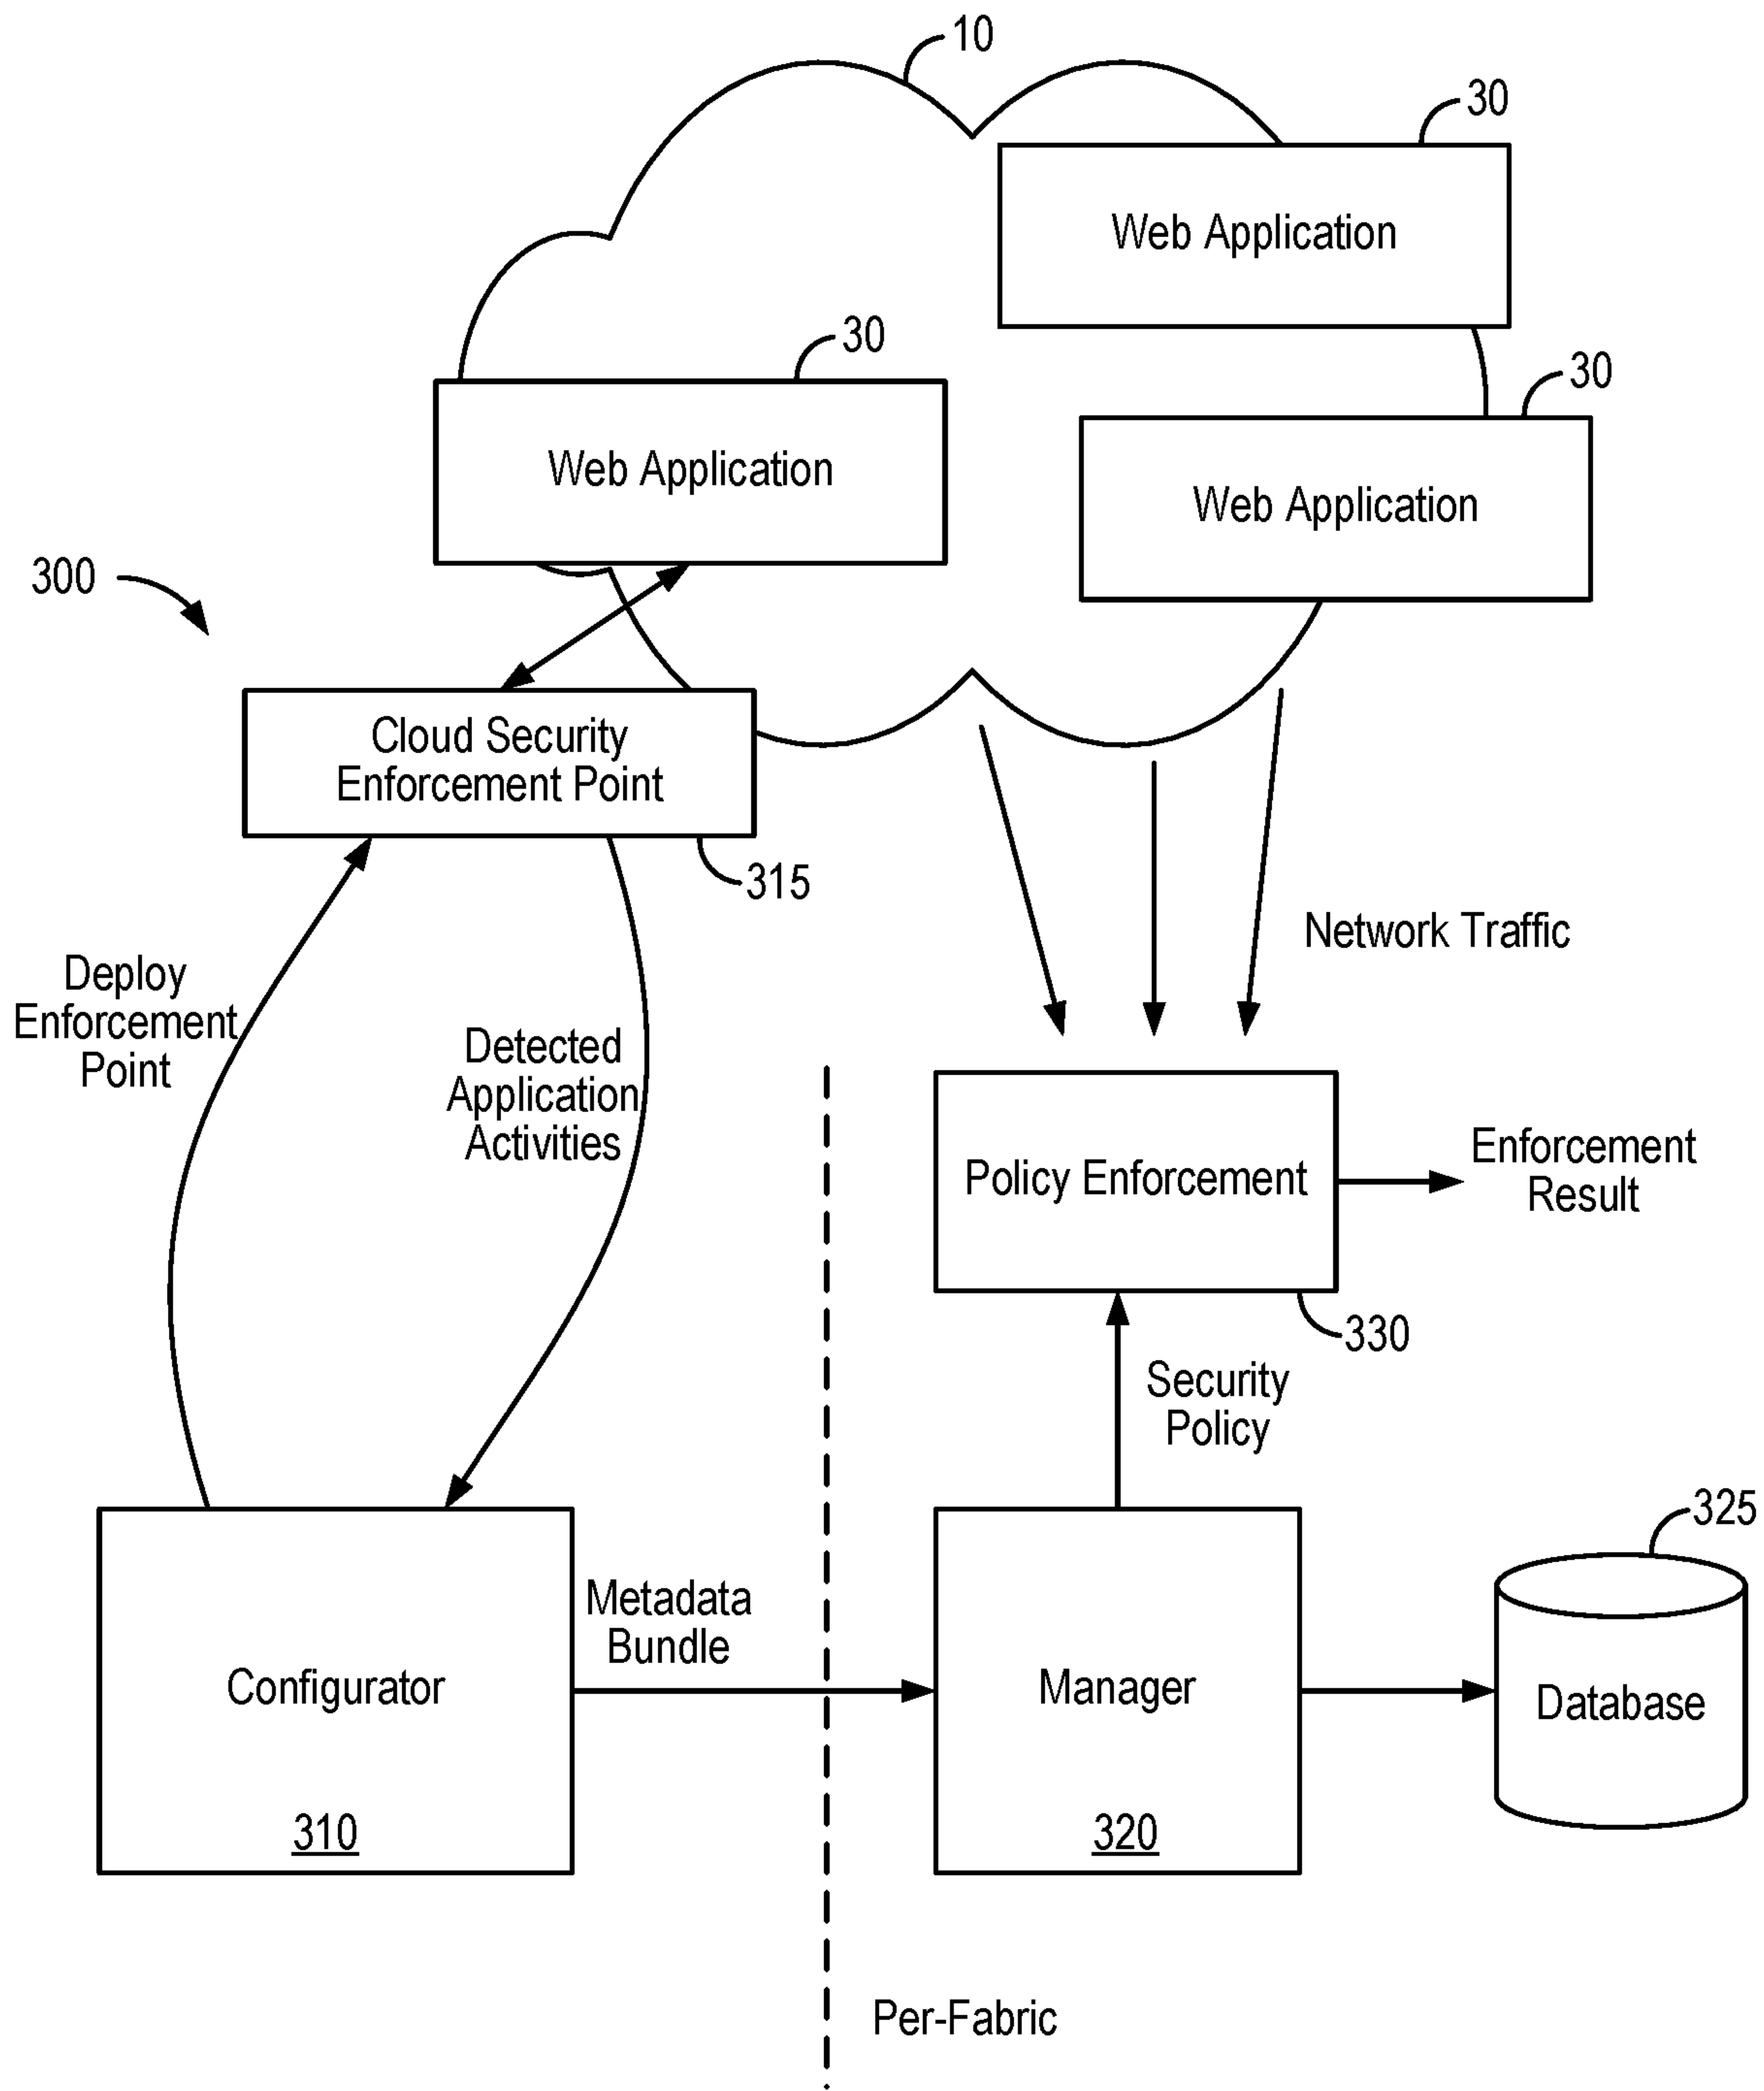 10
30
Web Application
30
30
Web Application
Web Application
300
Cloud Security
Enforcement Point
315
Network Traffic
Deploy
Enforcement
Point
Detected
Application
Activities
Policy Enforcement
Enforcement
Result
330
Security
Policy
325
Metadata
Bundle
Configurator
Manager
Database
310
320
Per-Fabric